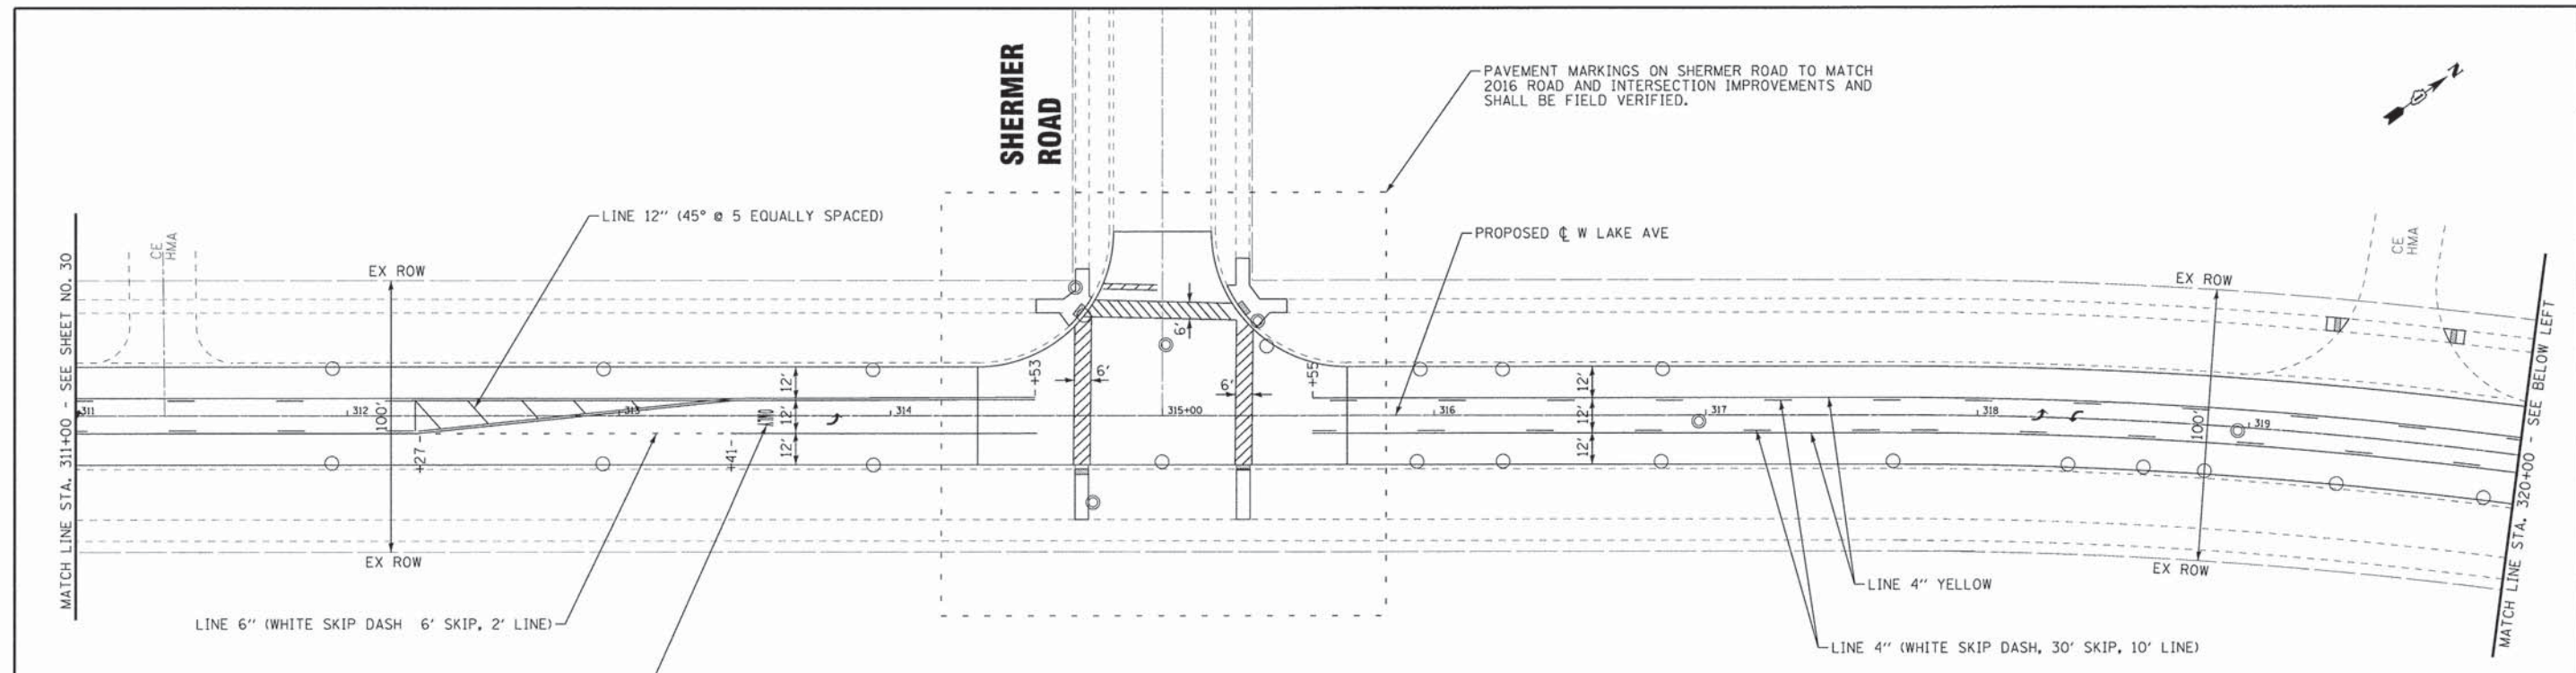 SHERMER
ROAD
PAVEMENT MARKINGS ON SHERMER ROAD TO MATCH
2016 ROAD AND INTERSECTION IMPROVEMENTS AND
SHALL BE FIELD VERIFIED.
N
LINE 12" (45° @ 5 EQUALLY SPACED)
PROPOSED ℄ W LAKE AVE
CE
HMA
CE
HMA
EX ROW
EX ROW
MATCH LINE STA. 311+00 - SEE SHEET NO. 30
MATCH LINE STA. 320+00 - SEE BELOW LEFT
6'
+53
6'
6'
+55
12'
12'
12'
12'
12'
12'
100'
100'
311
312
313
314
315+00
316
317
318
319
ONLY
+27
+41
EX ROW
EX ROW
LINE 4" YELLOW
LINE 6" (WHITE SKIP DASH 6' SKIP, 2' LINE)
LINE 4" (WHITE SKIP DASH, 30' SKIP, 10' LINE)